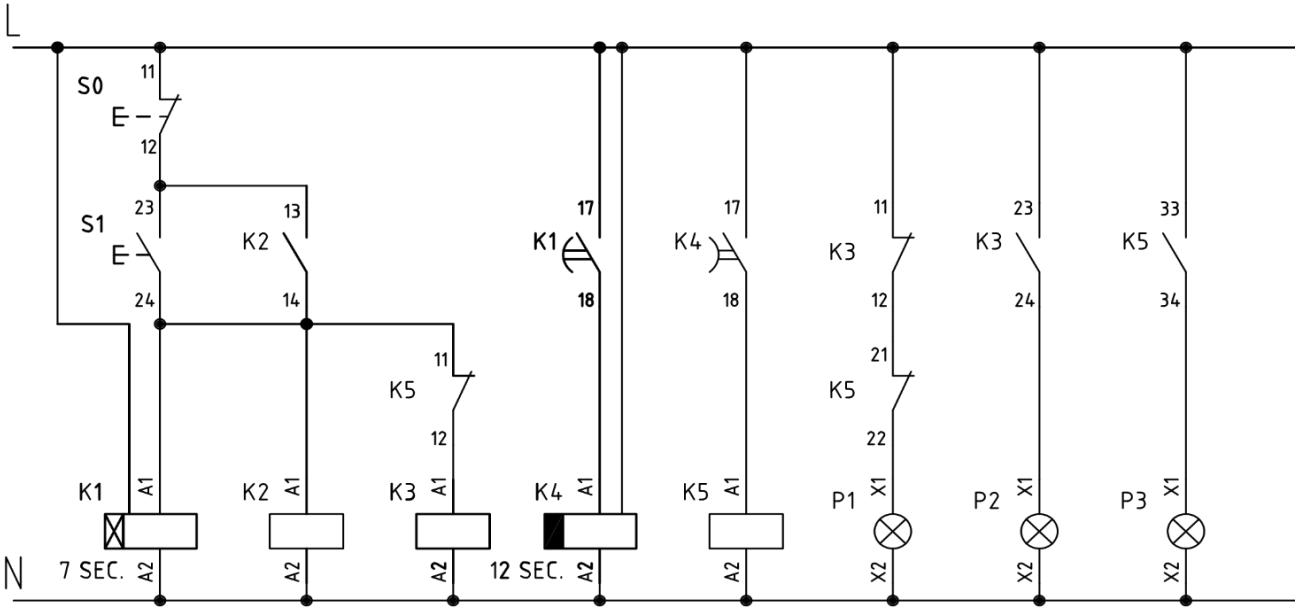 L
11
S0
12
23 13 17 17 11 23 33
S1 K2 K1 K4 K3 K3 K5
24 14 18 18 12 24 34
11 21
K5 K5
12 22
K1 A1 K2 A1 K3 A1 K4 A1 K5 A1 P1 X1 P2 X1 P3 X1
N 7 SEC. A2 A2 A2 12 SEC. A2 A2 X2 X2 X2